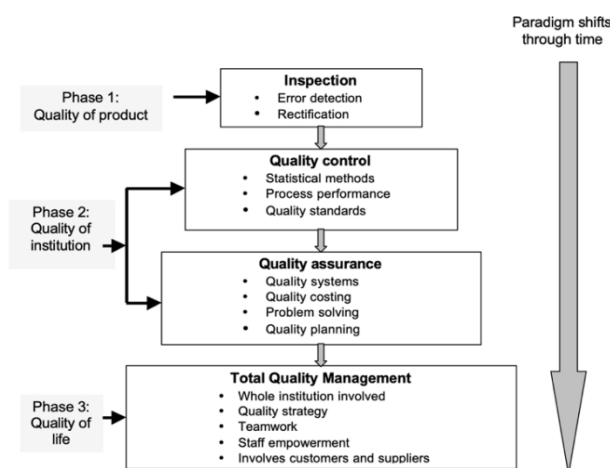 Paradigm shifts
through time
Phase 1:
Quality of product
Inspection
• Error detection
• Rectification
Quality control
• Statistical methods
• Process performance
• Quality standards
Phase 2:
Quality of
institution
Quality assurance
• Quality systems
• Quality costing
• Problem solving
• Quality planning
Total Quality Management
• Whole institution involved
• Quality strategy
• Teamwork
• Staff empowerment
• Involves customers and suppliers
Phase 3:
Quality of
life